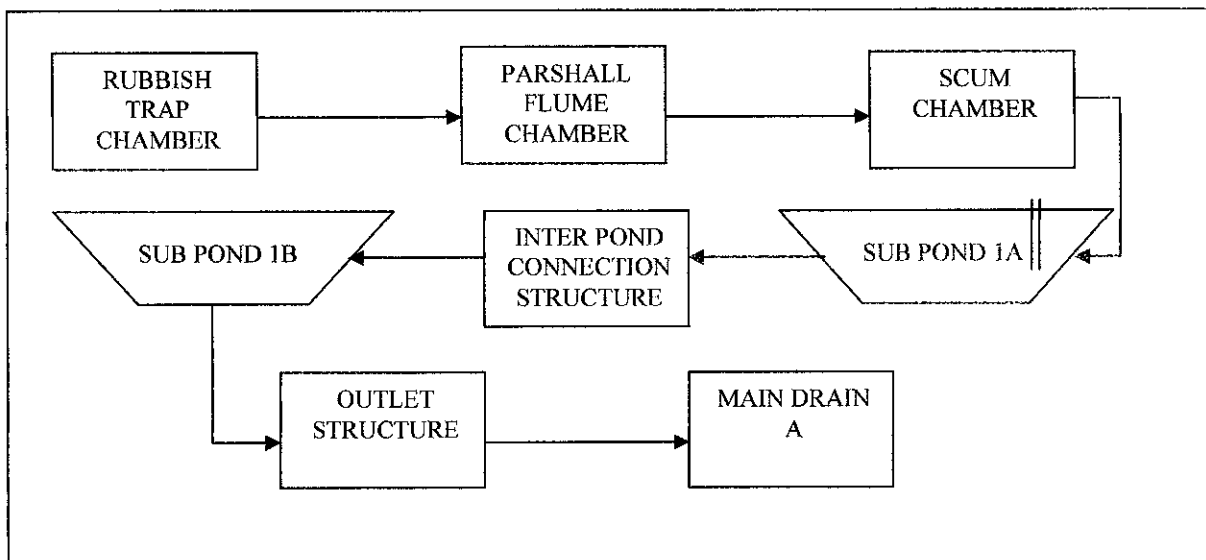 RUBBISH
TRAP
CHAMBER
PARSHALL
FLUME
CHAMBER
SCUM
CHAMBER
SUB POND 1B
INTER POND
CONNECTION
STRUCTURE
SUB POND 1A
OUTLET
STRUCTURE
MAIN DRAIN
A